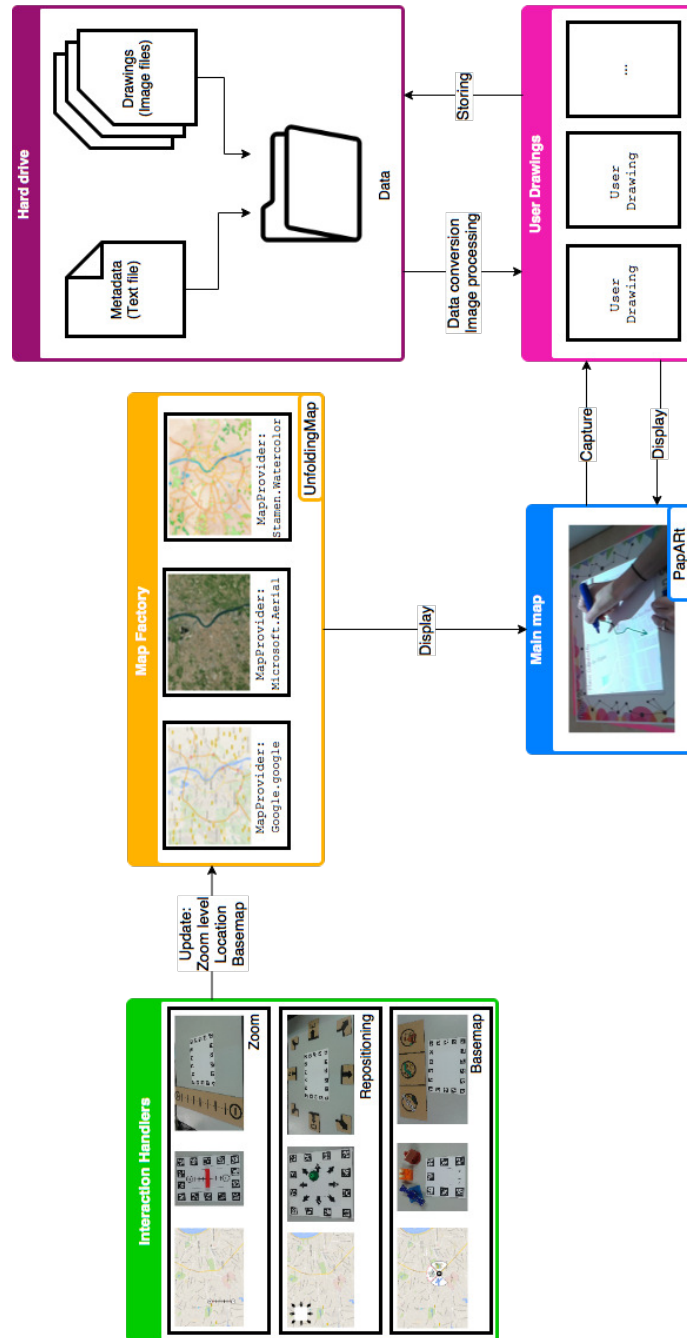 Interaction Handlers
Zoom
Repositioning
Basemap
Update:
Zoom level
Location
Basemap
Map Factory
MapProvider:
Google.google
MapProvider:
Microsoft.Aerial
MapProvider:
Stamen.Watercolor
UnfoldingMap
Display
Main map
PapARt
Capture
Display
Hard drive
Metadata
(Text file)
Drawings
(Image files)
Data
Data conversion
Image processing
Storing
User Drawings
User
Drawing
User
Drawing
...